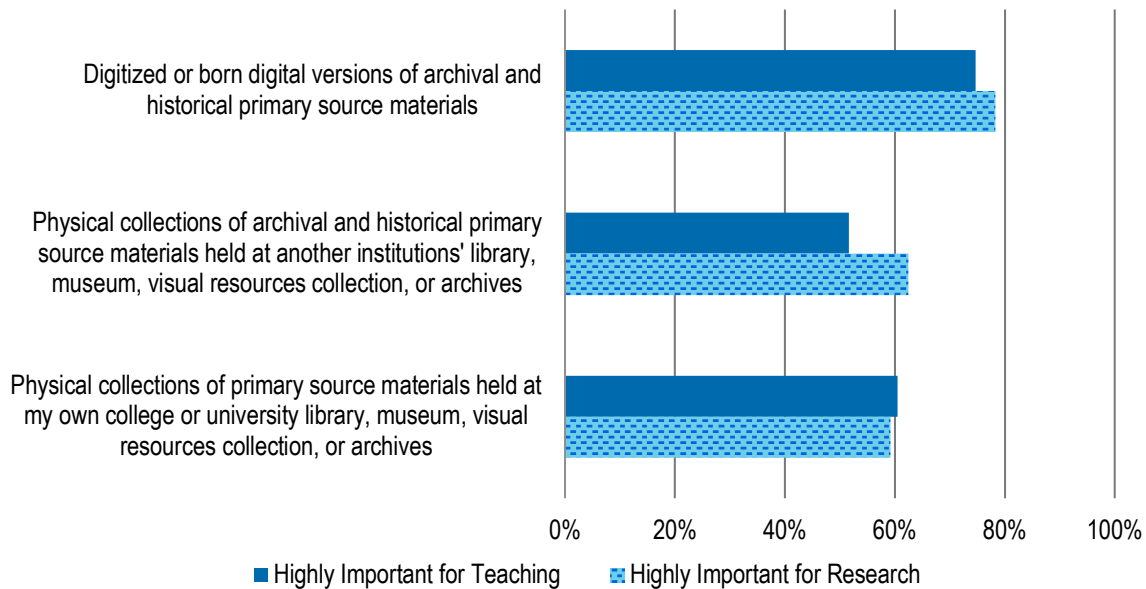 Digitized or born digital versions of archival and
historical primary source materials
Physical collections of archival and historical primary
source materials held at another institutions' library,
museum, visual resources collection, or archives
Physical collections of primary source materials held at
my own college or university library, museum, visual
resources collection, or archives
0% 20% 40% 60% 80% 100%
Highly Important for Teaching Highly Important for Research